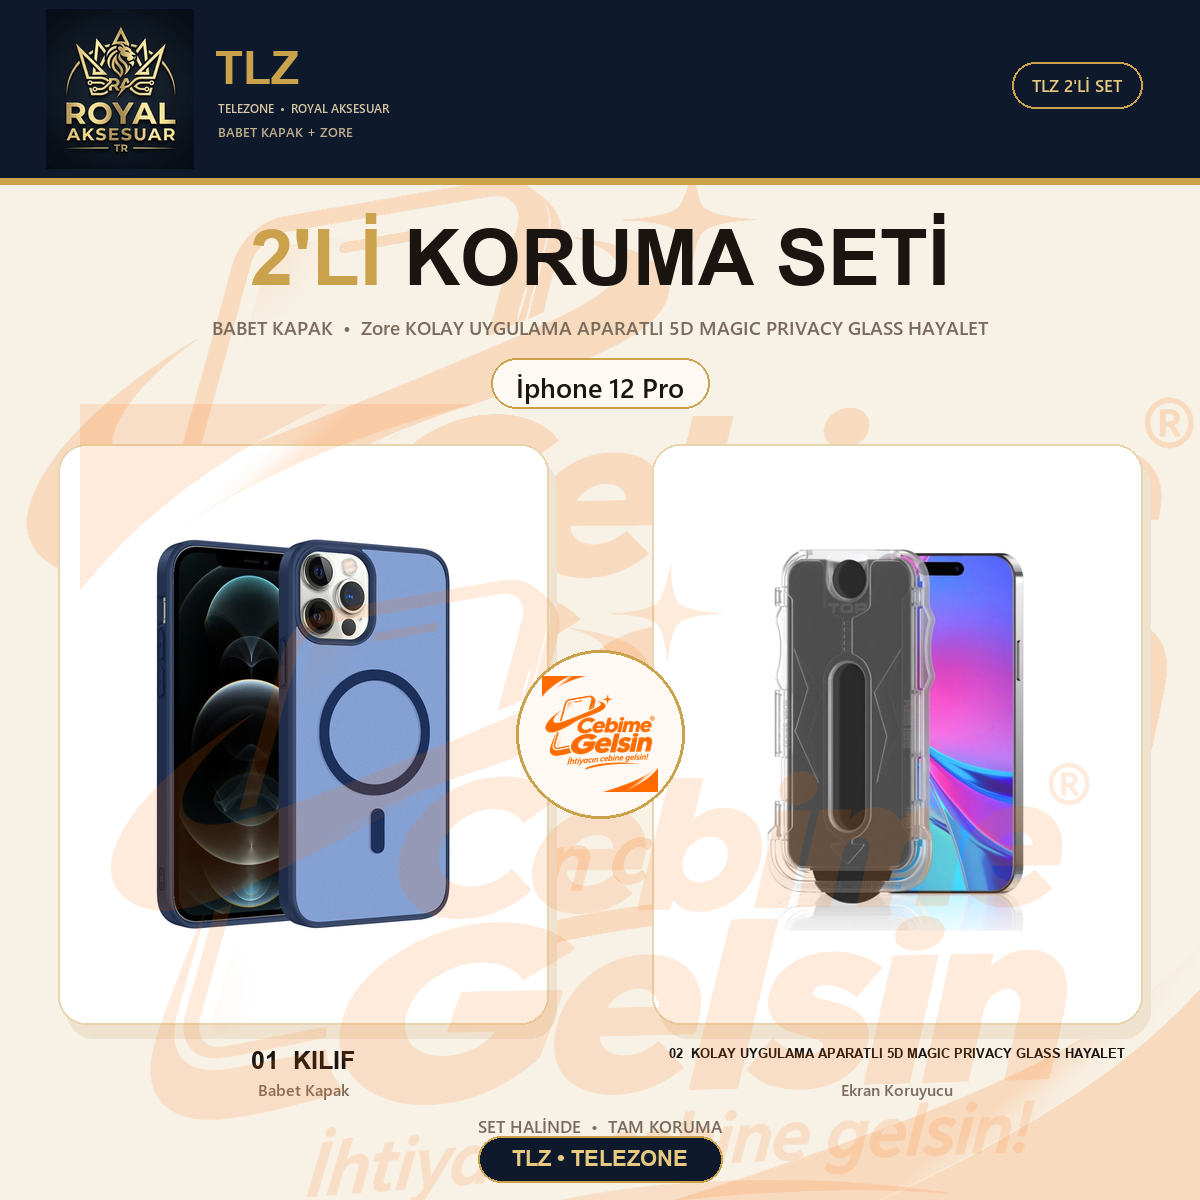 ROYAL
AKSESUAR
TR
TLZ
TELEZONE • ROYAL AKSESUAR
BABET KAPAK + ZORE
TLZ 2'Lİ SET
2'Lİ KORUMA SETİ
BABET KAPAK • Zore KOLAY UYGULAMA APARATLI 5D MAGIC PRIVACY GLASS HAYALET
İphone 12 Pro
TOP
Cebime
Gelsin
İhtiyacın cebine gelsin!
Cebime®
Gelsin
01 KILIF
Babet Kapak
02 KOLAY UYGULAMA APARATLI 5D MAGIC PRIVACY GLASS HAYALET
Ekran Koruyucu
SET HALİNDE • TAM KORUMA
TLZ • TELEZONE